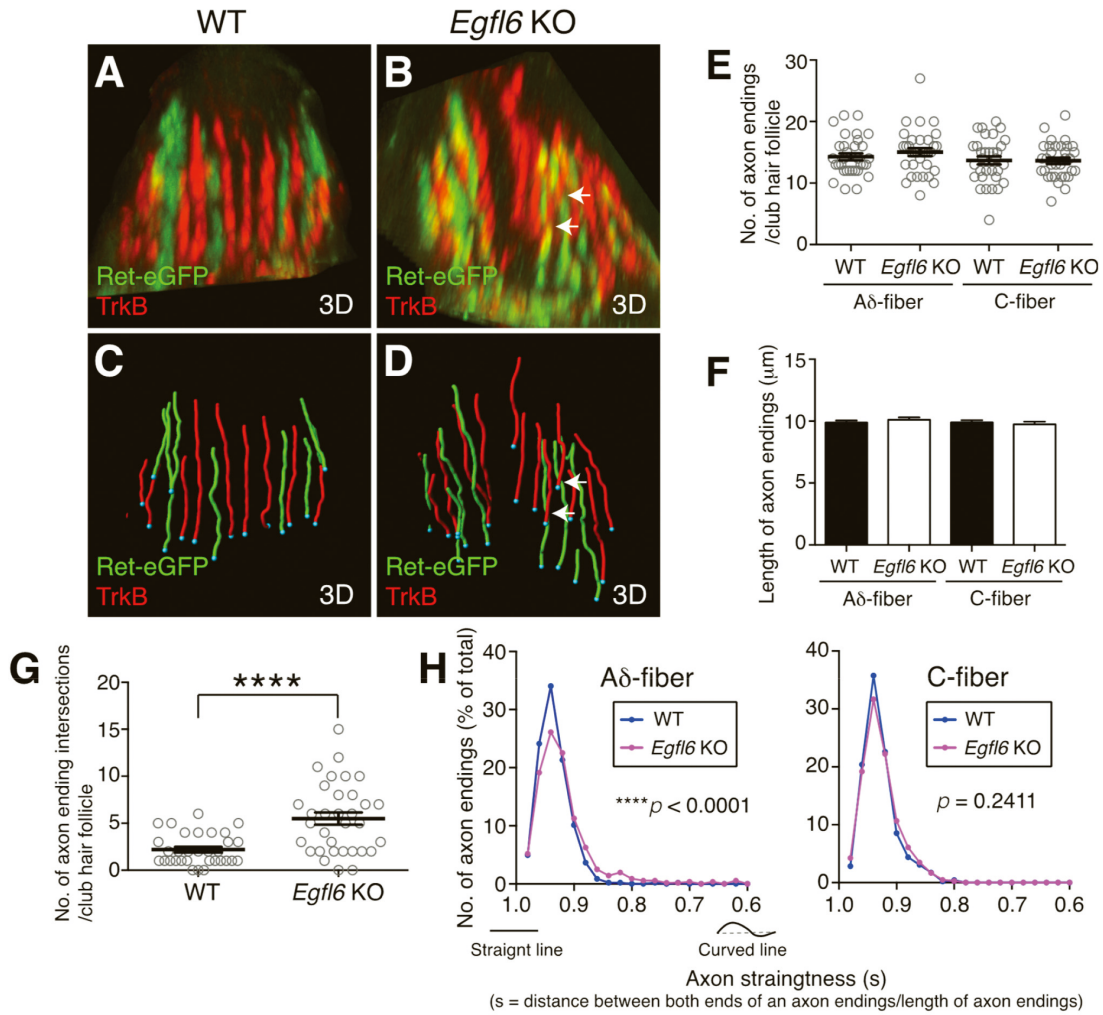 WT
Egfl6 KO
A
Ret-eGFP
TrkB
3D
B
Ret-eGFP
TrkB
3D
C
Ret-eGFP
TrkB
3D
D
Ret-eGFP
TrkB
3D
E
No. of axon endings
/club hair follicle
30
20
10
0
WT Egfl6 KO WT Egfl6 KO
Aδ-fiber C-fiber
F
Length of axon endings (μm)
15
10
5
0
WT Egfl6 KO WT Egfl6 KO
Aδ-fiber C-fiber
G
No. of axon ending intersections
/club hair follicle
20
15
10
5
0
****
WT Egfl6 KO
H
No. of axon endings (% of total)
40
30
20
10
0
Aδ-fiber
WT
Egfl6 KO
****p < 0.0001
1.0 0.9 0.8 0.7 0.6
Straignt line
Curved line
40
30
20
10
0
C-fiber
WT
Egfl6 KO
p = 0.2411
1.0 0.9 0.8 0.7 0.6
Axon straingtness (s)
(s = distance between both ends of an axon endings/length of axon endings)